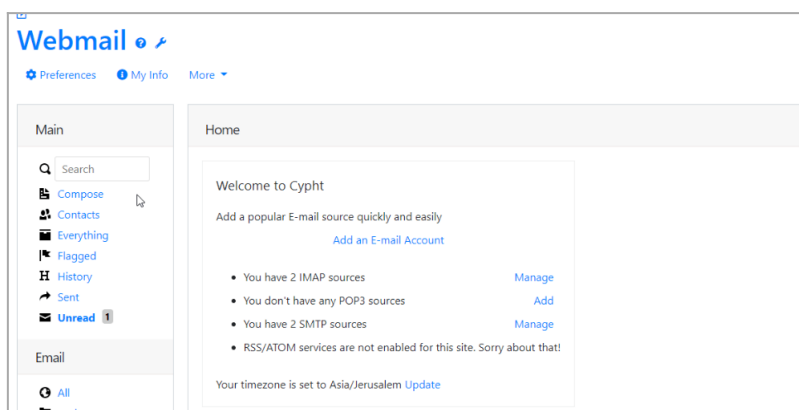 Webmail
Preferences My Info More
Main
Search
Compose
Contacts
Everything
Flagged
History
Sent
Unread 1
Email
All
Home
Welcome to Cypht
Add a popular E-mail source quickly and easily
Add an E-mail Account
You have 2 IMAP sources Manage
You don't have any POP3 sources Add
You have 2 SMTP sources Manage
RSS/ATOM services are not enabled for this site. Sorry about that!
Your timezone is set to Asia/Jerusalem Update